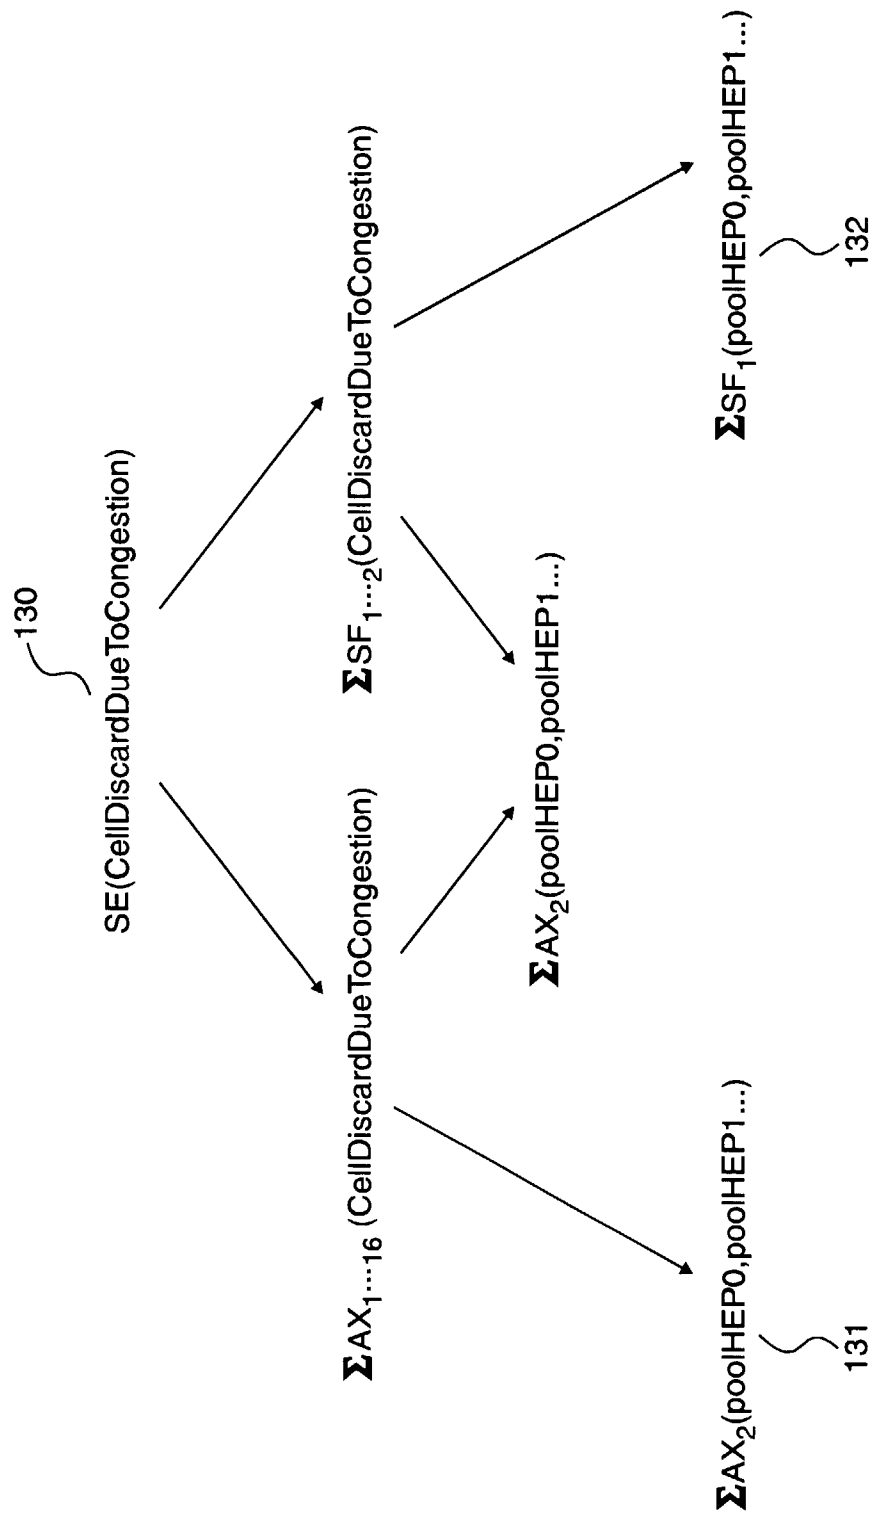 130
SE(CellDiscardDueToCongestion)
ΣAX1...16 (CellDiscardDueToCongestion)
ΣSF1...2(CellDiscardDueToCongestion)
ΣAX2(poolHEP0,poolHEP1...)
ΣAX2(poolHEP0,poolHEP1...)
131
ΣSF1(poolHEP0,poolHEP1...)
132